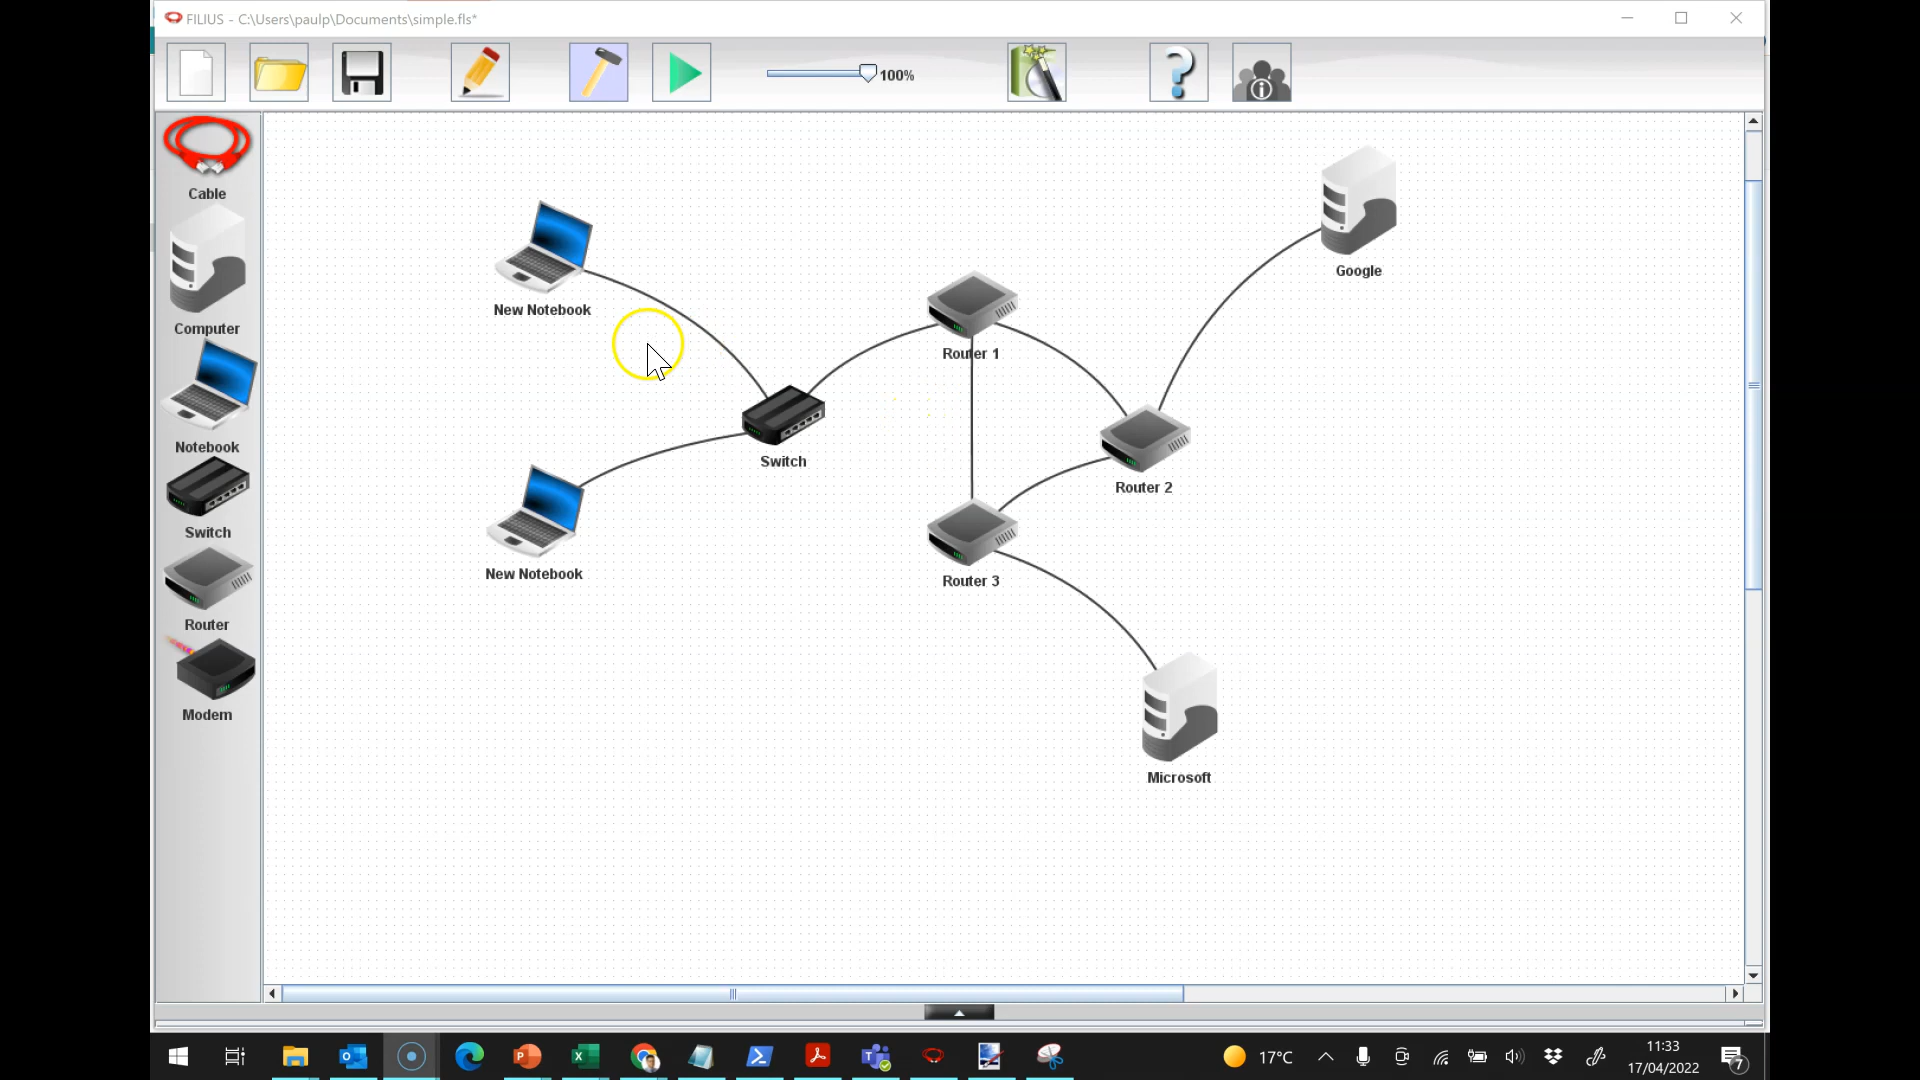 FILIUS - C:\Users\paulp\Documents\simple.fls*
100%
Cable
Computer
Notebook
Switch
Router
Modem
New Notebook
New Notebook
Switch
Router 1
Router 2
Router 3
Google
Microsoft
17°C
11:33
17/04/2022
7